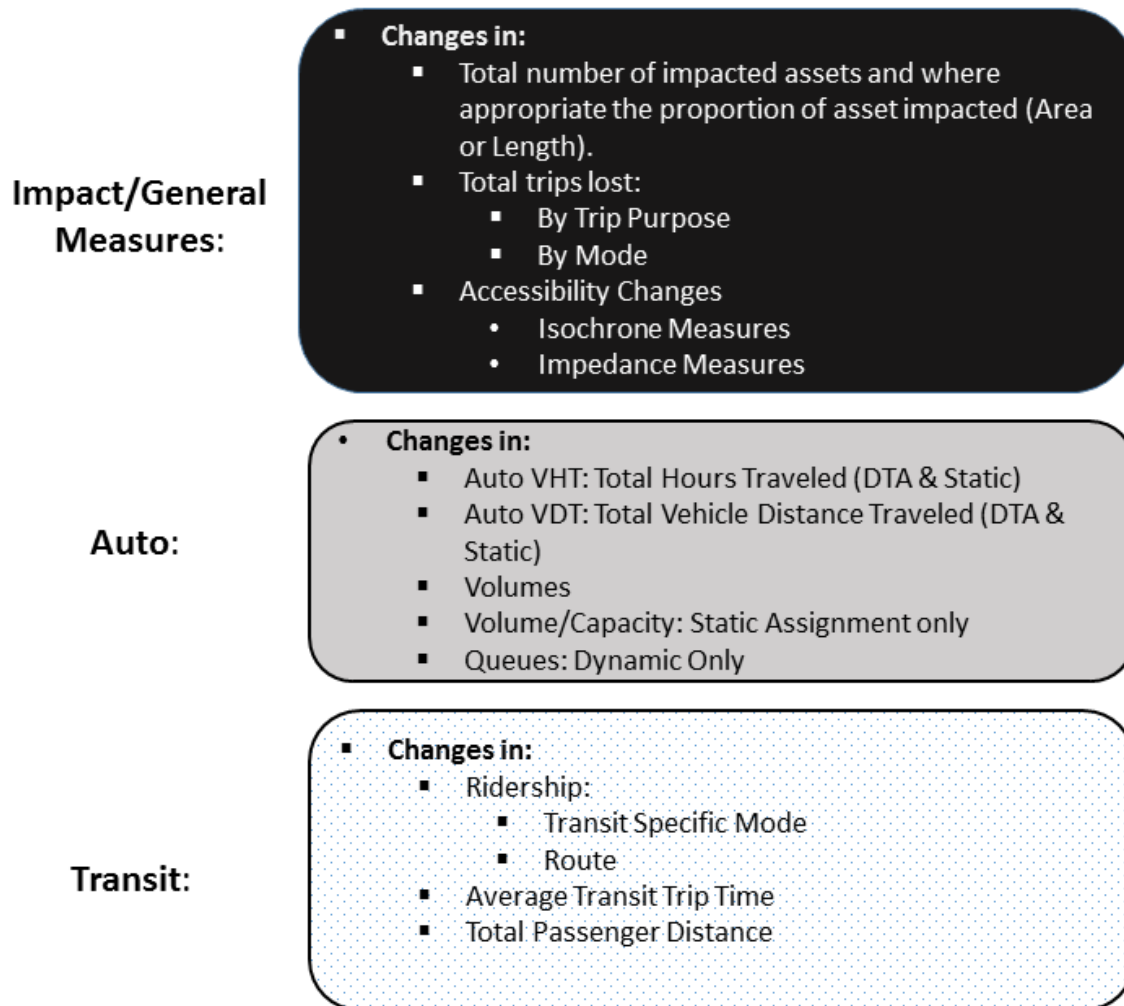 Impact/General
Measures:
▪ Changes in:
▪ Total number of impacted assets and where
appropriate the proportion of asset impacted (Area
or Length).
▪ Total trips lost:
▪ By Trip Purpose
▪ By Mode
▪ Accessibility Changes
• Isochrone Measures
• Impedance Measures
Auto:
• Changes in:
▪ Auto VHT: Total Hours Traveled (DTA & Static)
▪ Auto VDT: Total Vehicle Distance Traveled (DTA &
Static)
▪ Volumes
▪ Volume/Capacity: Static Assignment only
▪ Queues: Dynamic Only
Transit:
▪ Changes in:
▪ Ridership:
▪ Transit Specific Mode
▪ Route
▪ Average Transit Trip Time
▪ Total Passenger Distance